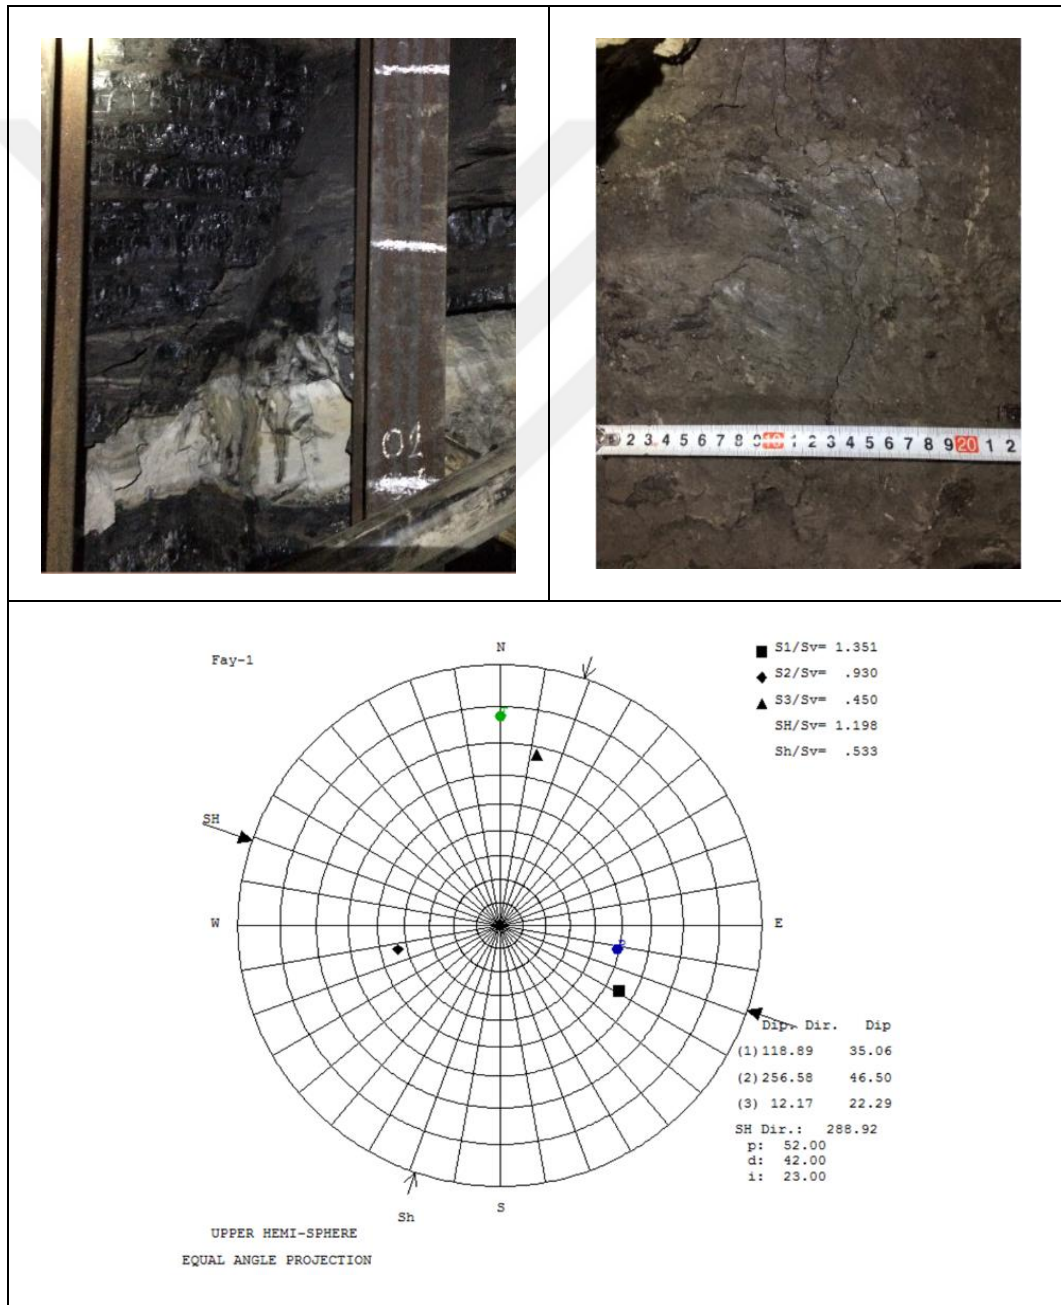 01
2 3 4 5 6 7 8 9 10 1 2 3 4 5 6 7 8 9 20 1 2
Fay-1
N
S1/Sv= 1.351
S2/Sv= .930
S3/Sv= .450
SH/Sv= 1.198
Sh/Sv= .533
SH
W
E
P
Dip. Dir. Dip
(1) 118.89 35.06
(2) 256.58 46.50
(3) 12.17 22.29
SH Dir.: 288.92
p: 52.00
d: 42.00
i: 23.00
S
Sh
UPPER HEMI-SPHERE
EQUAL ANGLE PROJECTION